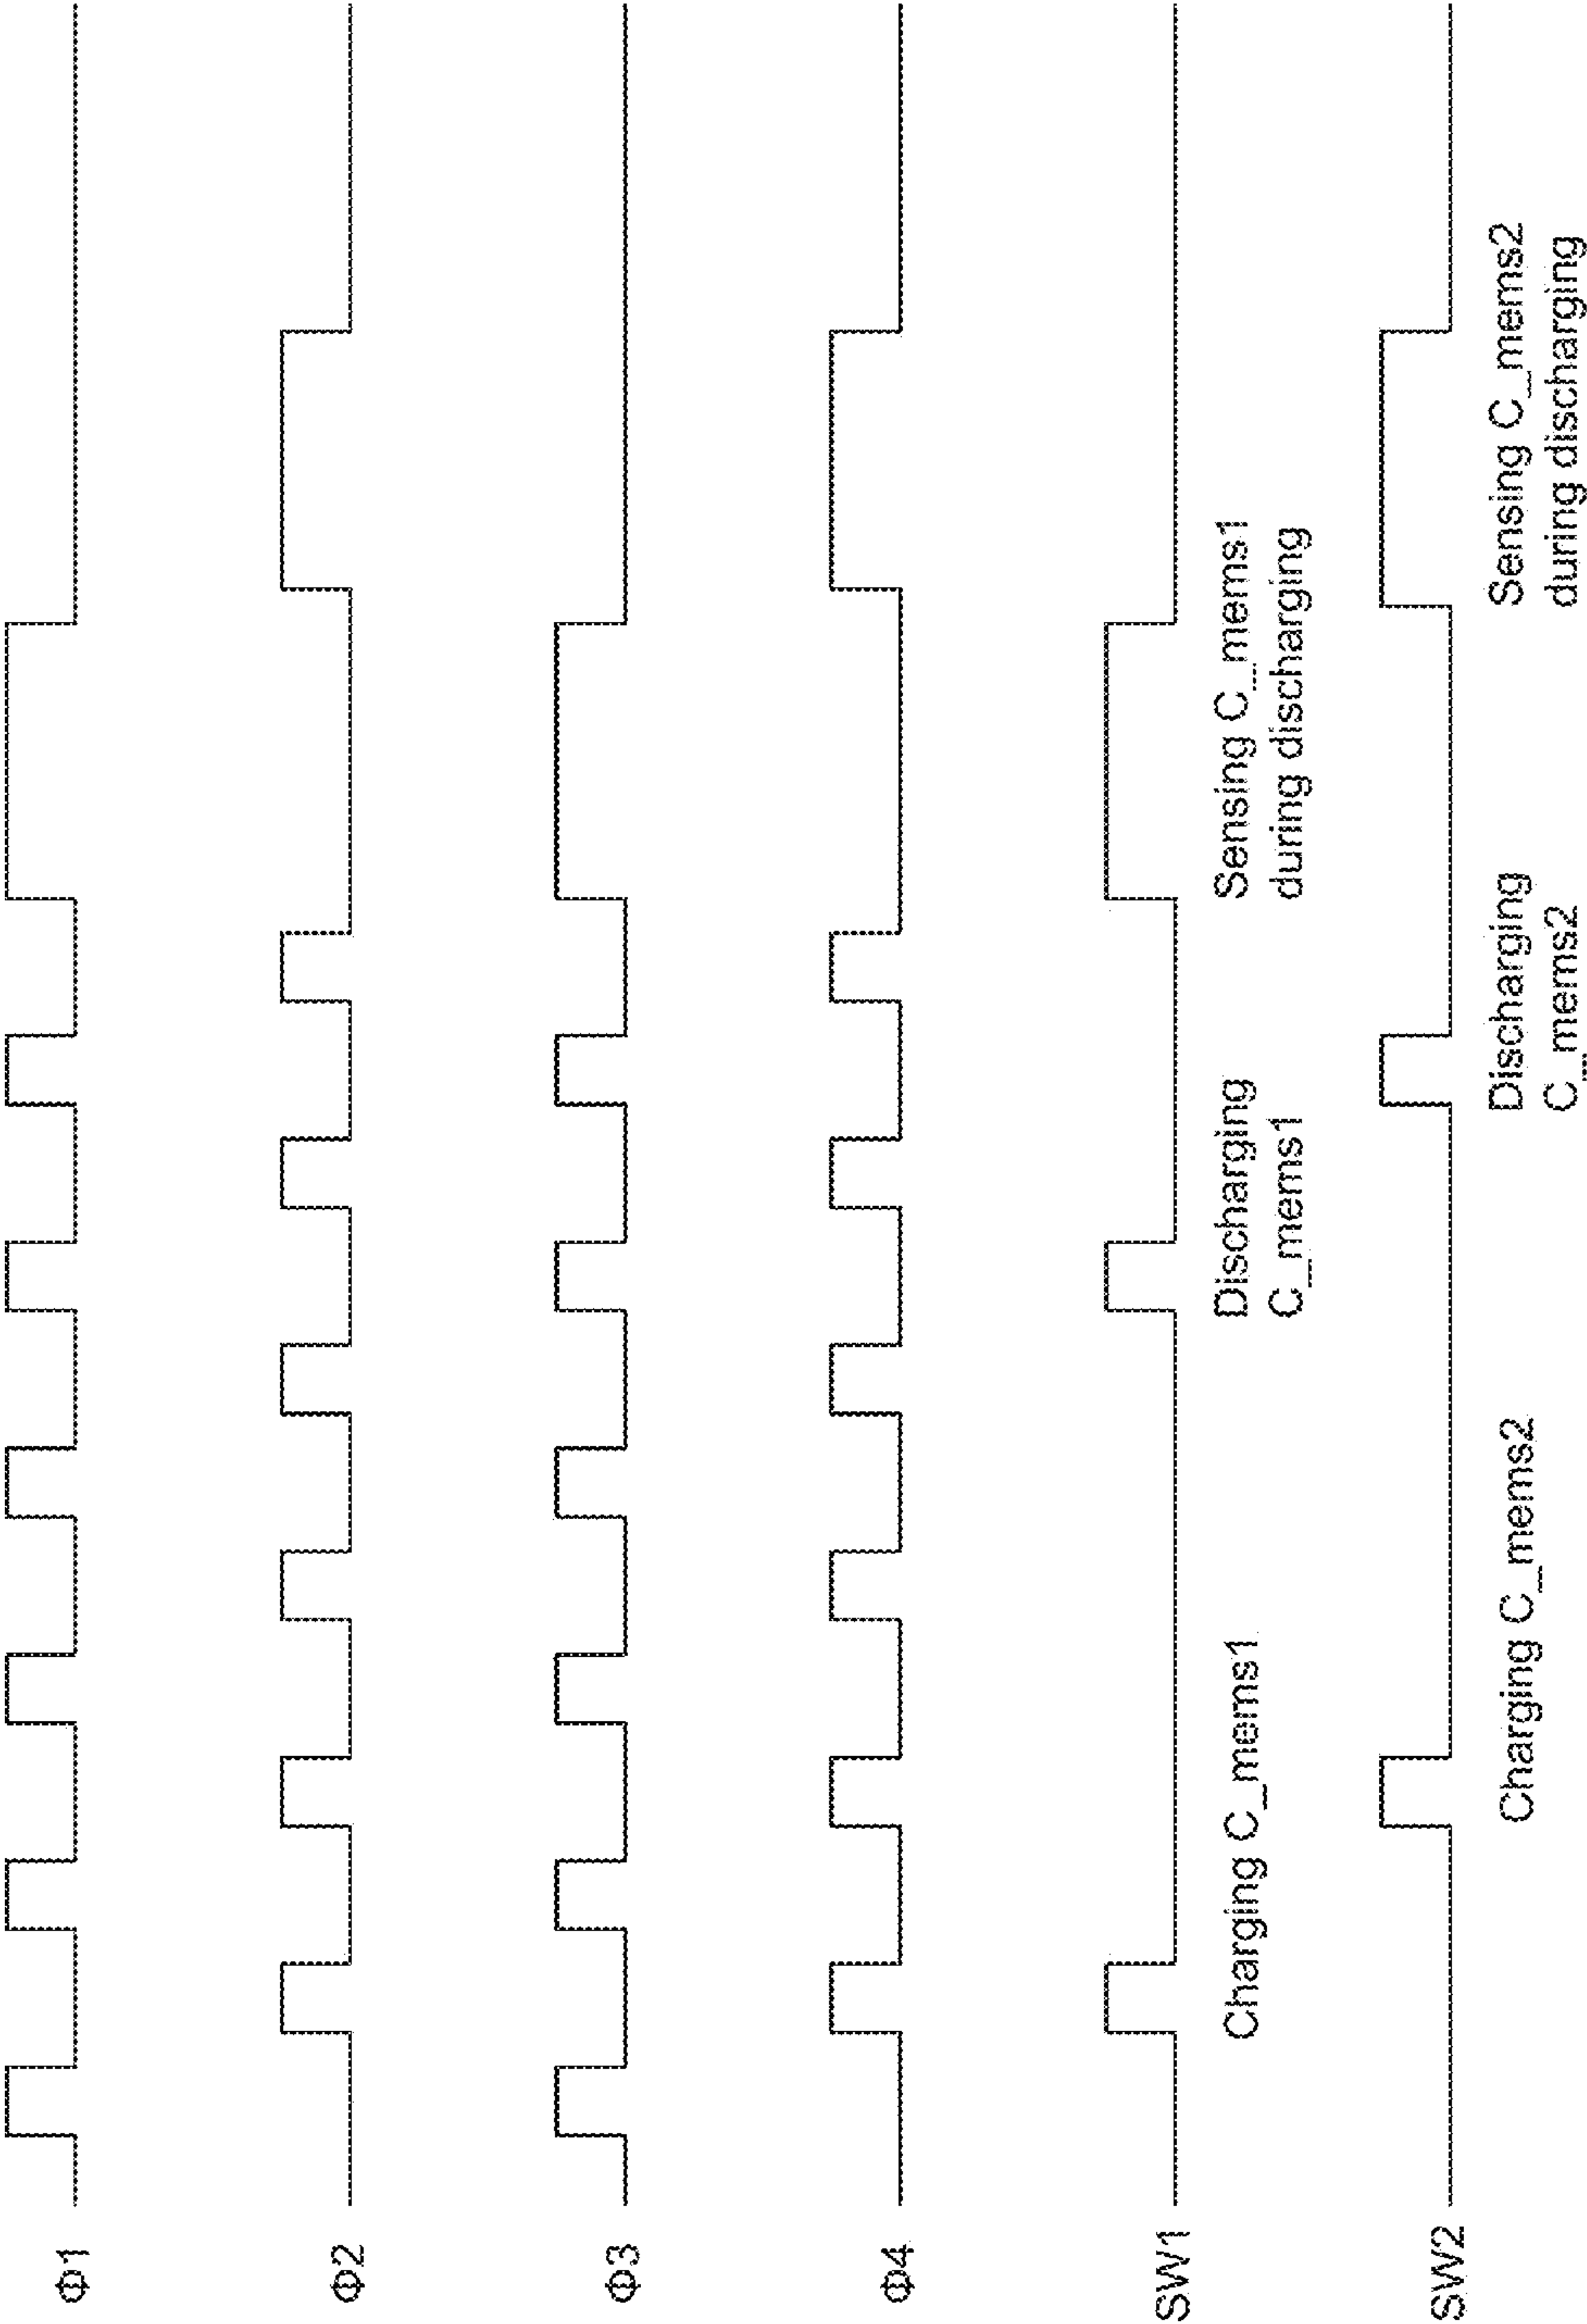 Φ1
Φ2
Φ3
Φ4
SW1
Charging C_mems1
Discharging
C_mems1
Sensing C_mems1
during discharging
SW2
Charging C_mems2
Discharging
C_mems2
Sensing C_mems2
during discharging